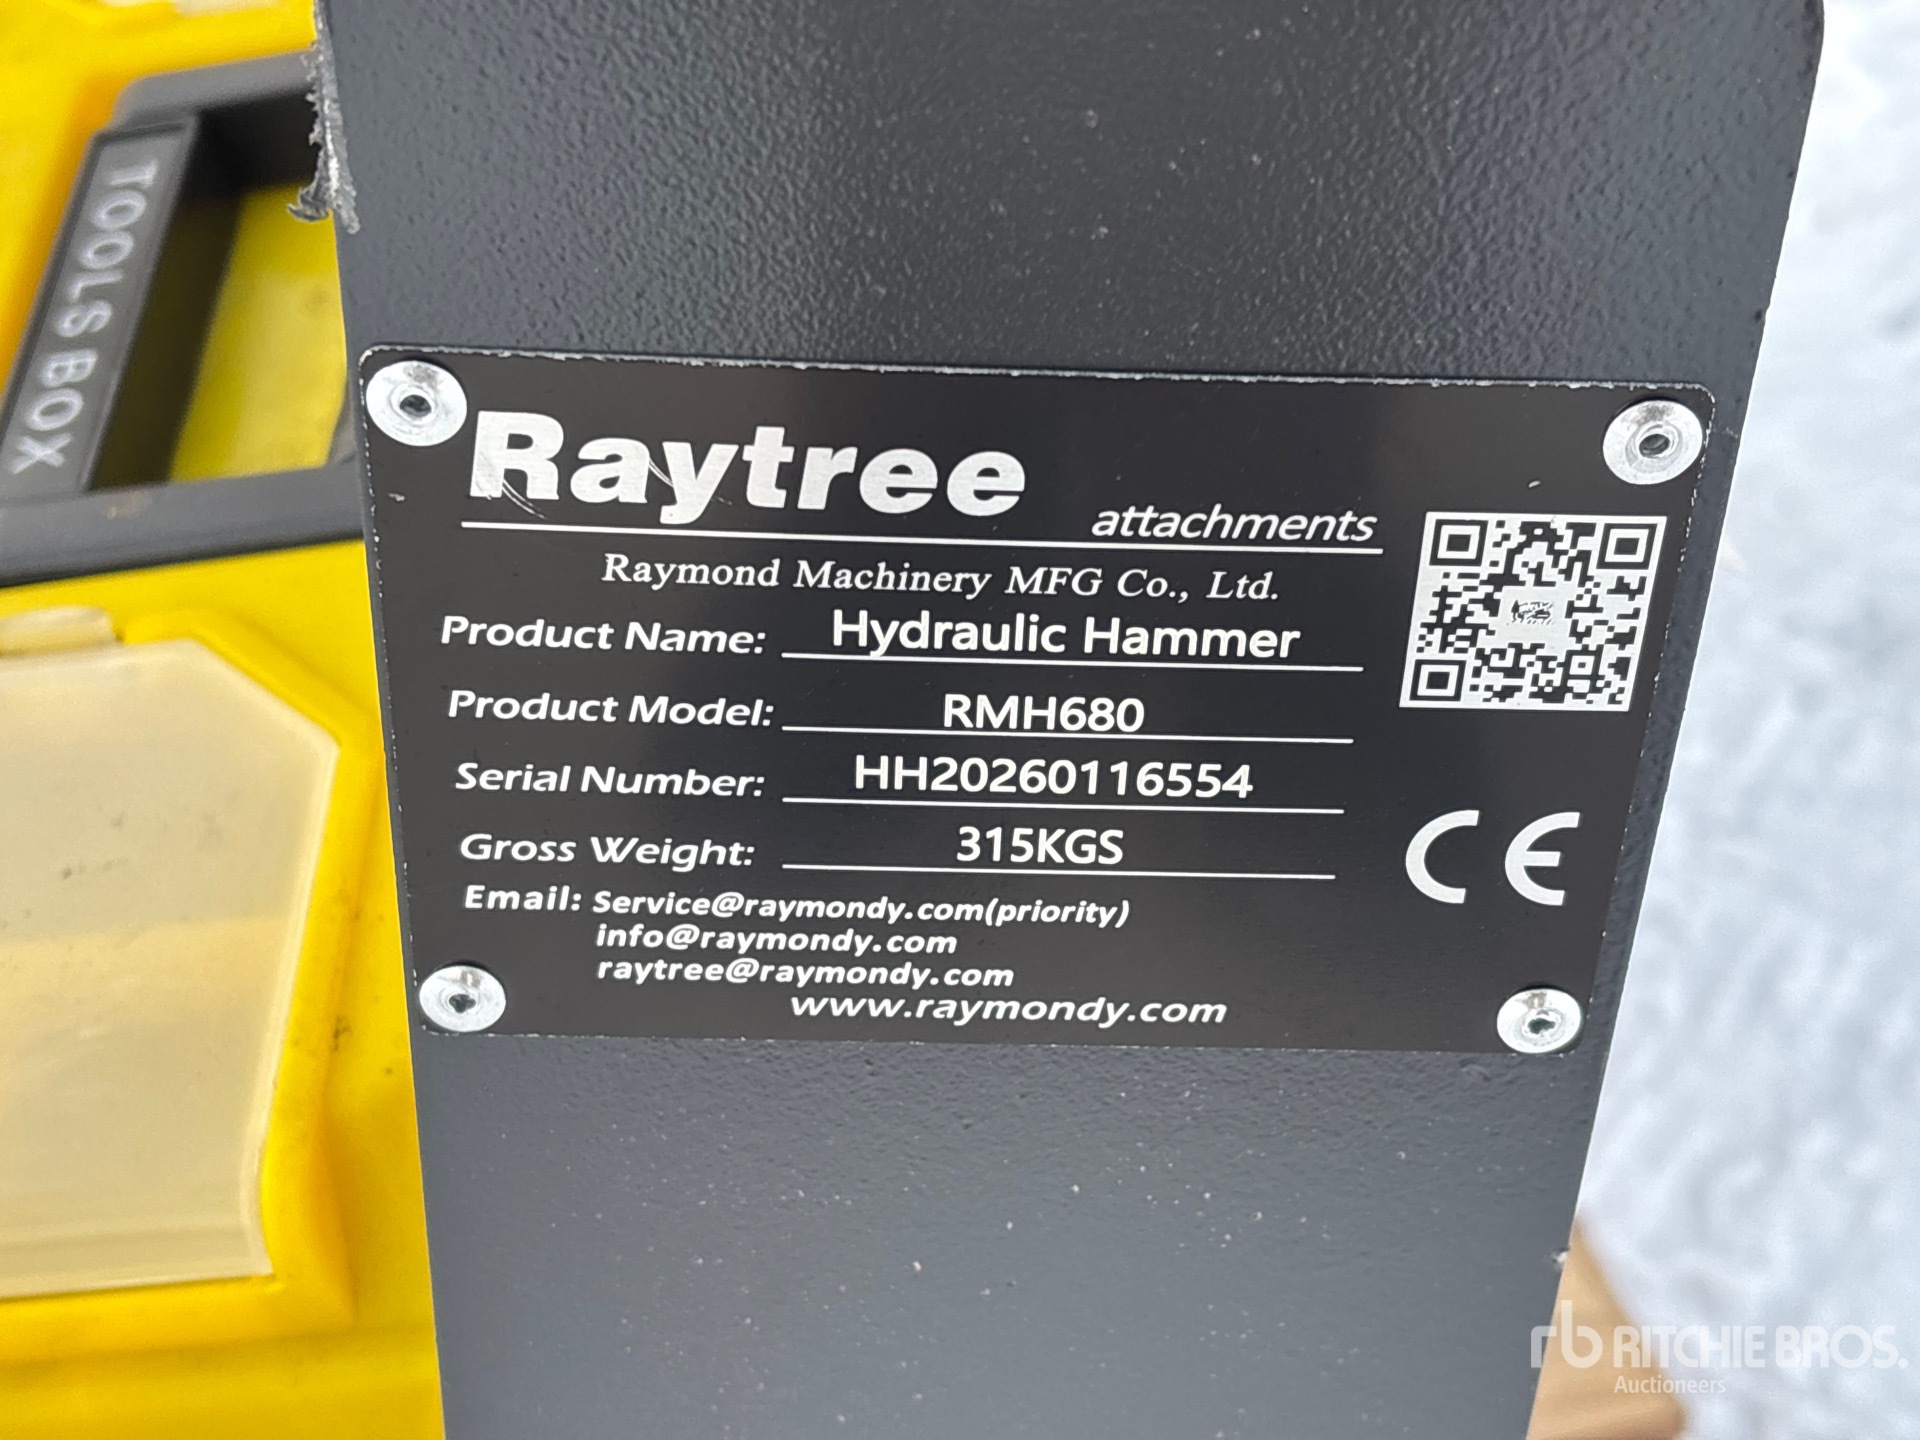 TOOLS BOX
Raytree
attachments
Raymond Machinery MFG Co., Ltd.
Product Name: Hydraulic Hammer
Product Model: RMH680
Serial Number: HH20260116554
Gross Weight: 315KGS
CE
Email: Service@raymondy.com(priority)
info@raymondy.com
raytree@raymondy.com
www.raymondy.com
rb RITCHIE BROS.
Auctioneers